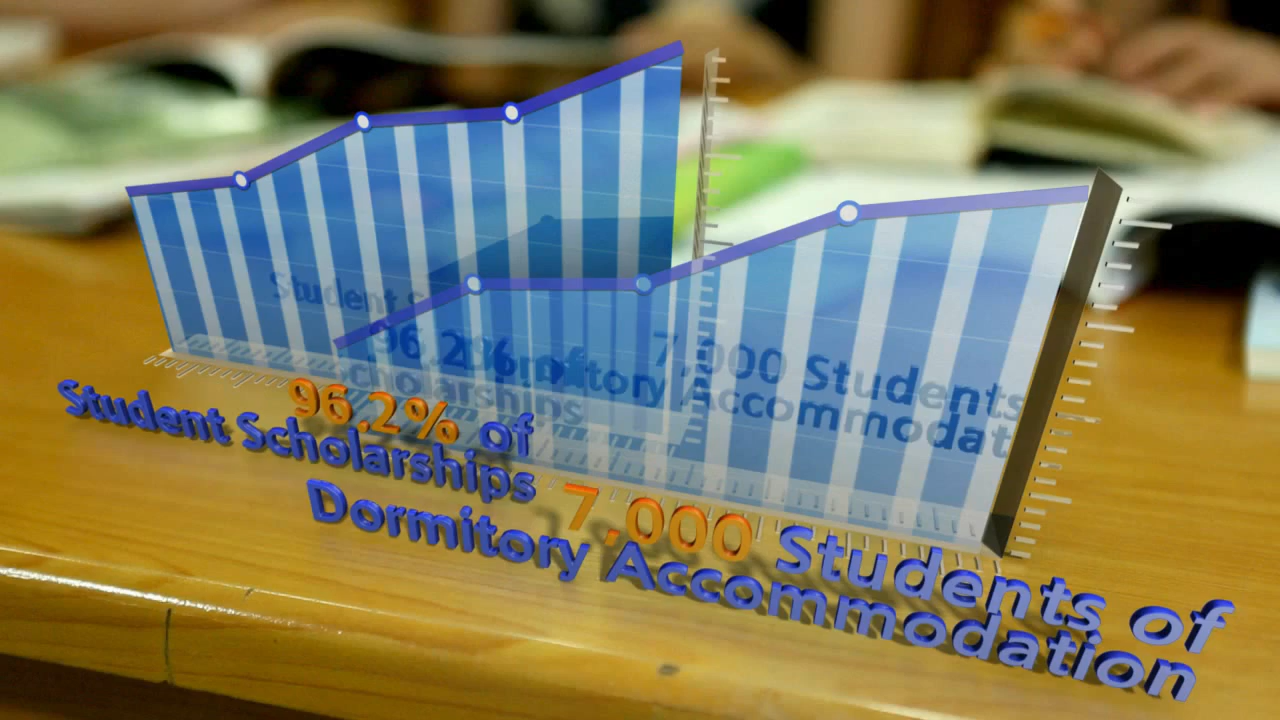 96.2% of
Student Scholarships
7,000 Students of
Dormitory Accommodation